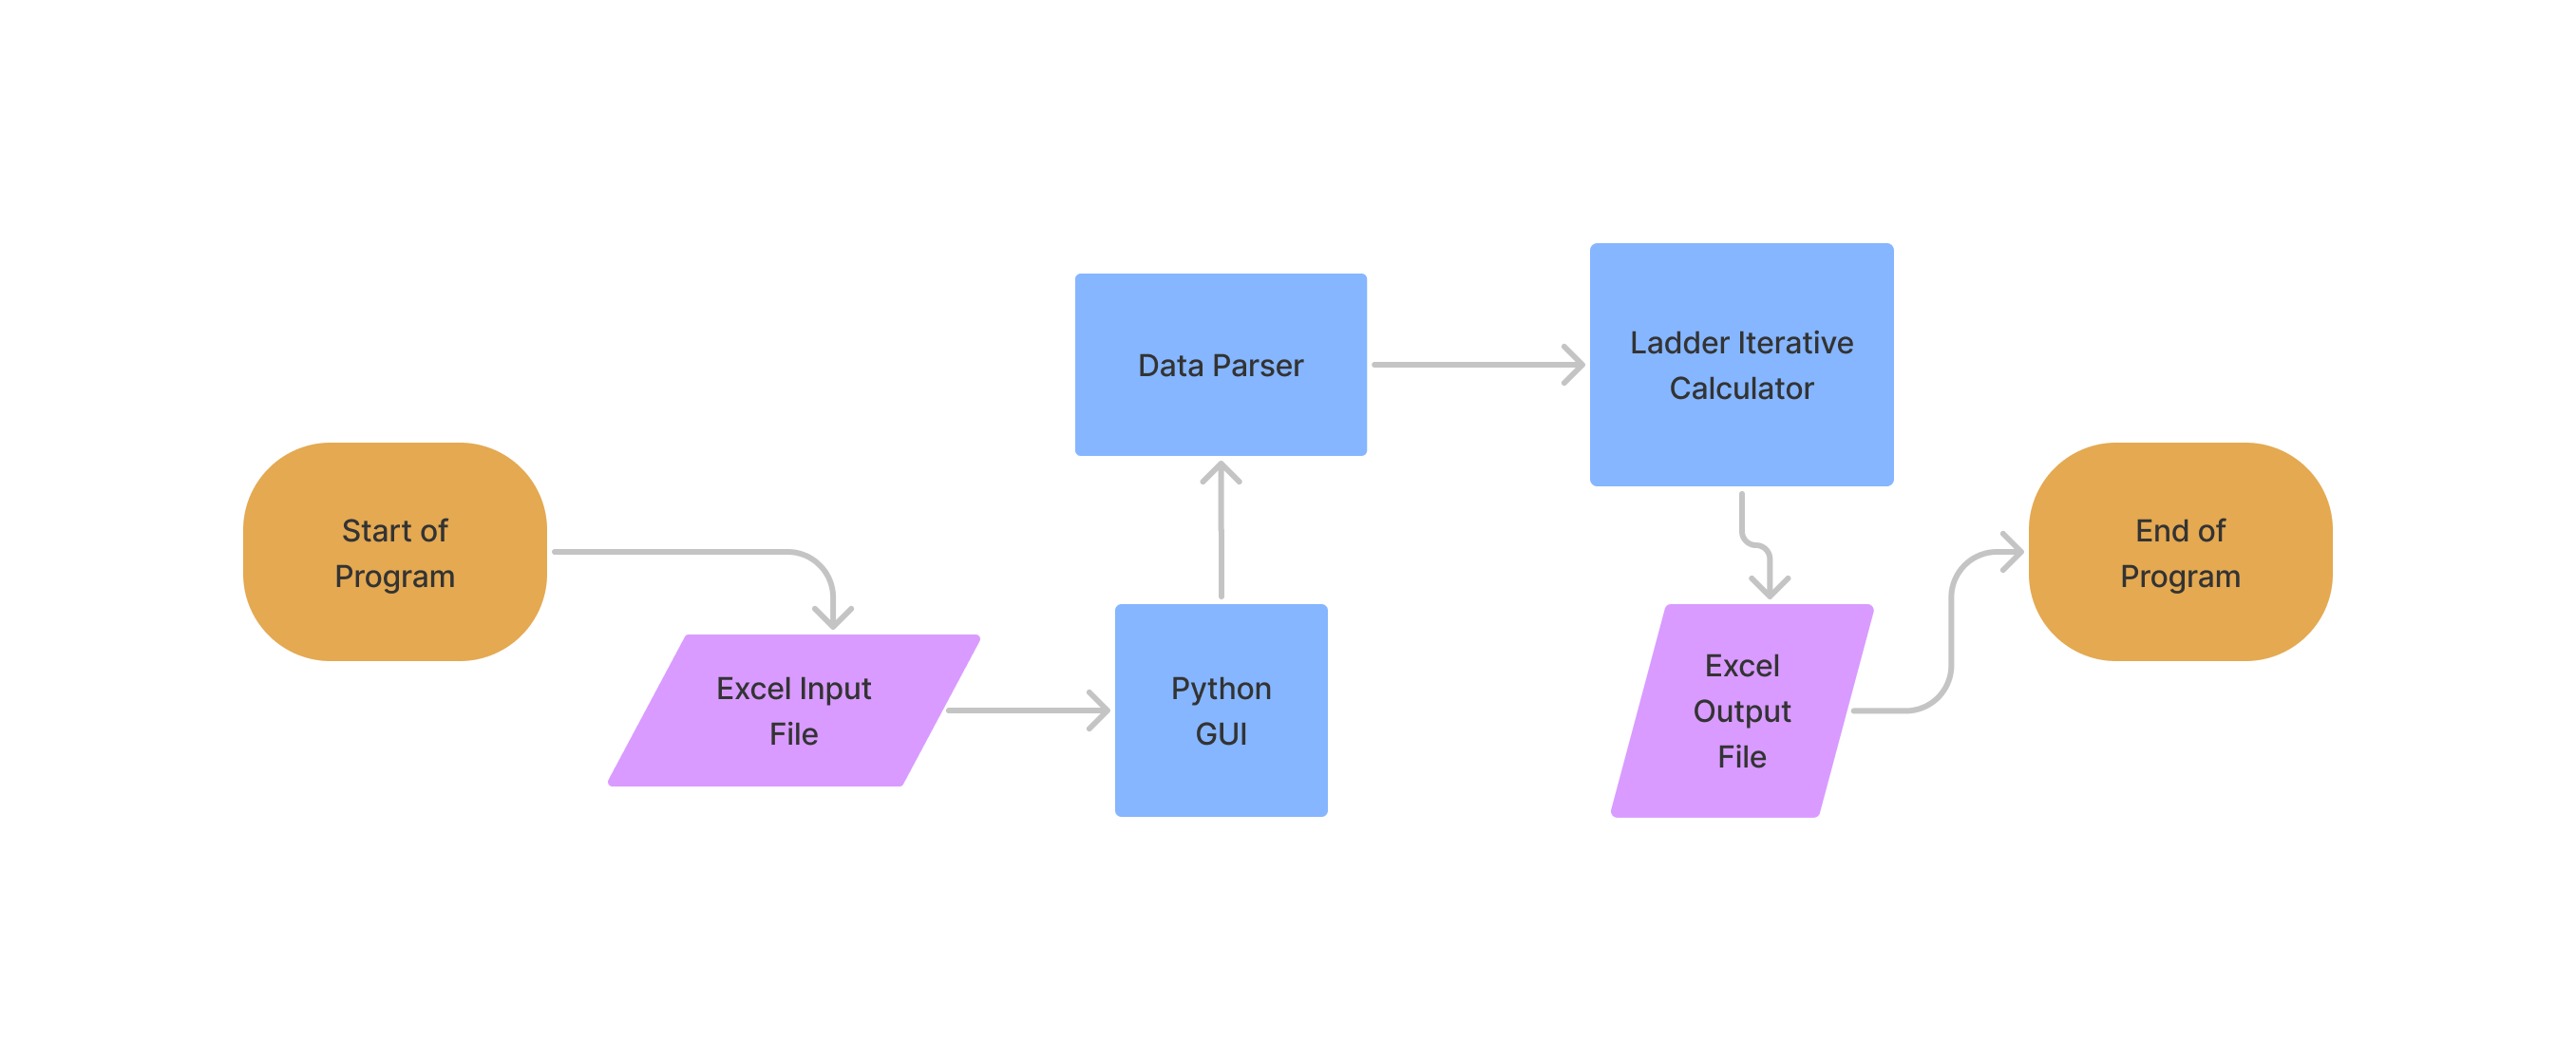 Start of
Program
Excel Input
File
Python
GUI
Data Parser
Ladder Iterative
Calculator
Excel
Output
File
End of
Program